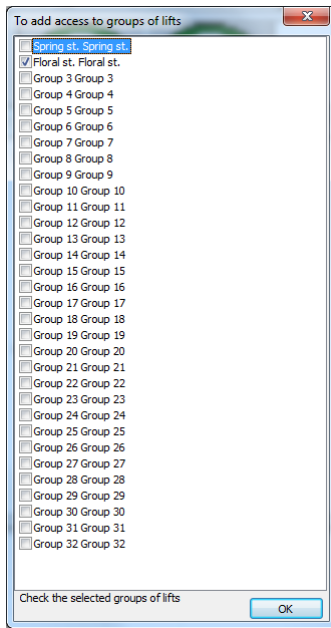 To add access to groups of lifts
Spring st. Spring st.
Floral st. Floral st.
Group 3 Group 3
Group 4 Group 4
Group 5 Group 5
Group 6 Group 6
Group 7 Group 7
Group 8 Group 8
Group 9 Group 9
Group 10 Group 10
Group 11 Group 11
Group 12 Group 12
Group 13 Group 13
Group 14 Group 14
Group 15 Group 15
Group 16 Group 16
Group 17 Group 17
Group 18 Group 18
Group 19 Group 19
Group 20 Group 20
Group 21 Group 21
Group 22 Group 22
Group 23 Group 23
Group 24 Group 24
Group 25 Group 25
Group 26 Group 26
Group 27 Group 27
Group 28 Group 28
Group 29 Group 29
Group 30 Group 30
Group 31 Group 31
Group 32 Group 32
Check the selected groups of lifts
OK